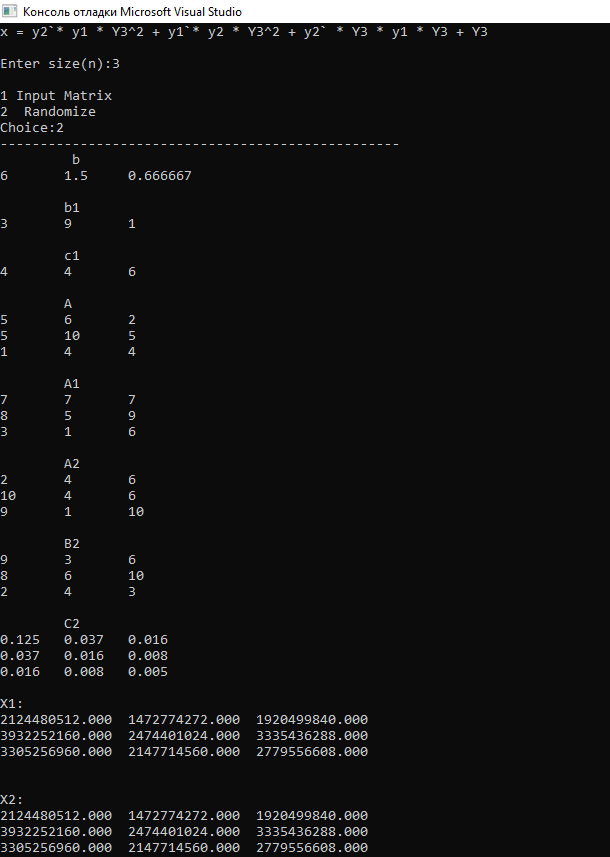 Консоль отладки Microsoft Visual Studio
x = y2`* y1 * Y3^2 + y1`* y2 * Y3^2 + y2` * Y3 * y1 * Y3 + Y3
Enter size(n):3
1 Input Matrix
2  Randomize
Choice:2
--------------------------------------------------
b
6 1.5 0.666667
b1
3 9 1
c1
4 4 6
A
5 6 2
5 10 5
1 4 4
A1
7 7 7
8 5 9
3 1 6
A2
2 4 6
10 4 6
9 1 10
B2
9 3 6
8 6 10
2 4 3
C2
0.125 0.037 0.016
0.037 0.016 0.008
0.016 0.008 0.005
X1:
2124480512.000 1472774272.000 1920499840.000
3932252160.000 2474401024.000 3335436288.000
3305256960.000 2147714560.000 2779556608.000
X2:
2124480512.000 1472774272.000 1920499840.000
3932252160.000 2474401024.000 3335436288.000
3305256960.000 2147714560.000 2779556608.000